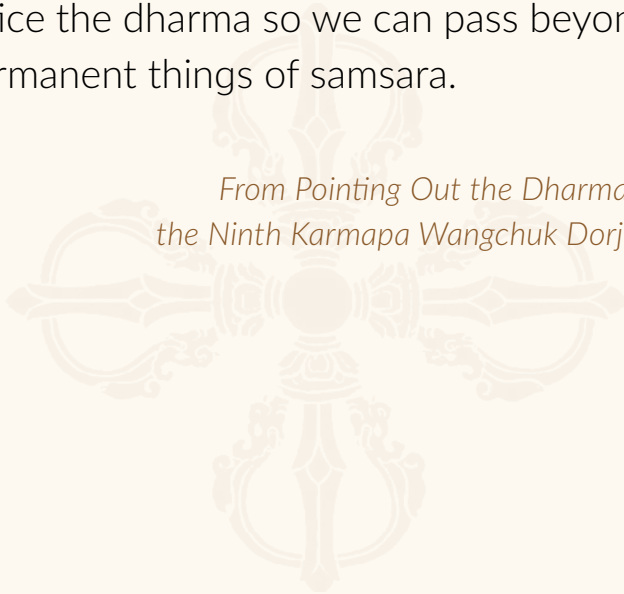 ice the dharma so we can pass beyon
rmanent things of samsara.
From Pointing Out the Dharma
the Ninth Karmapa Wangchuk Dorj